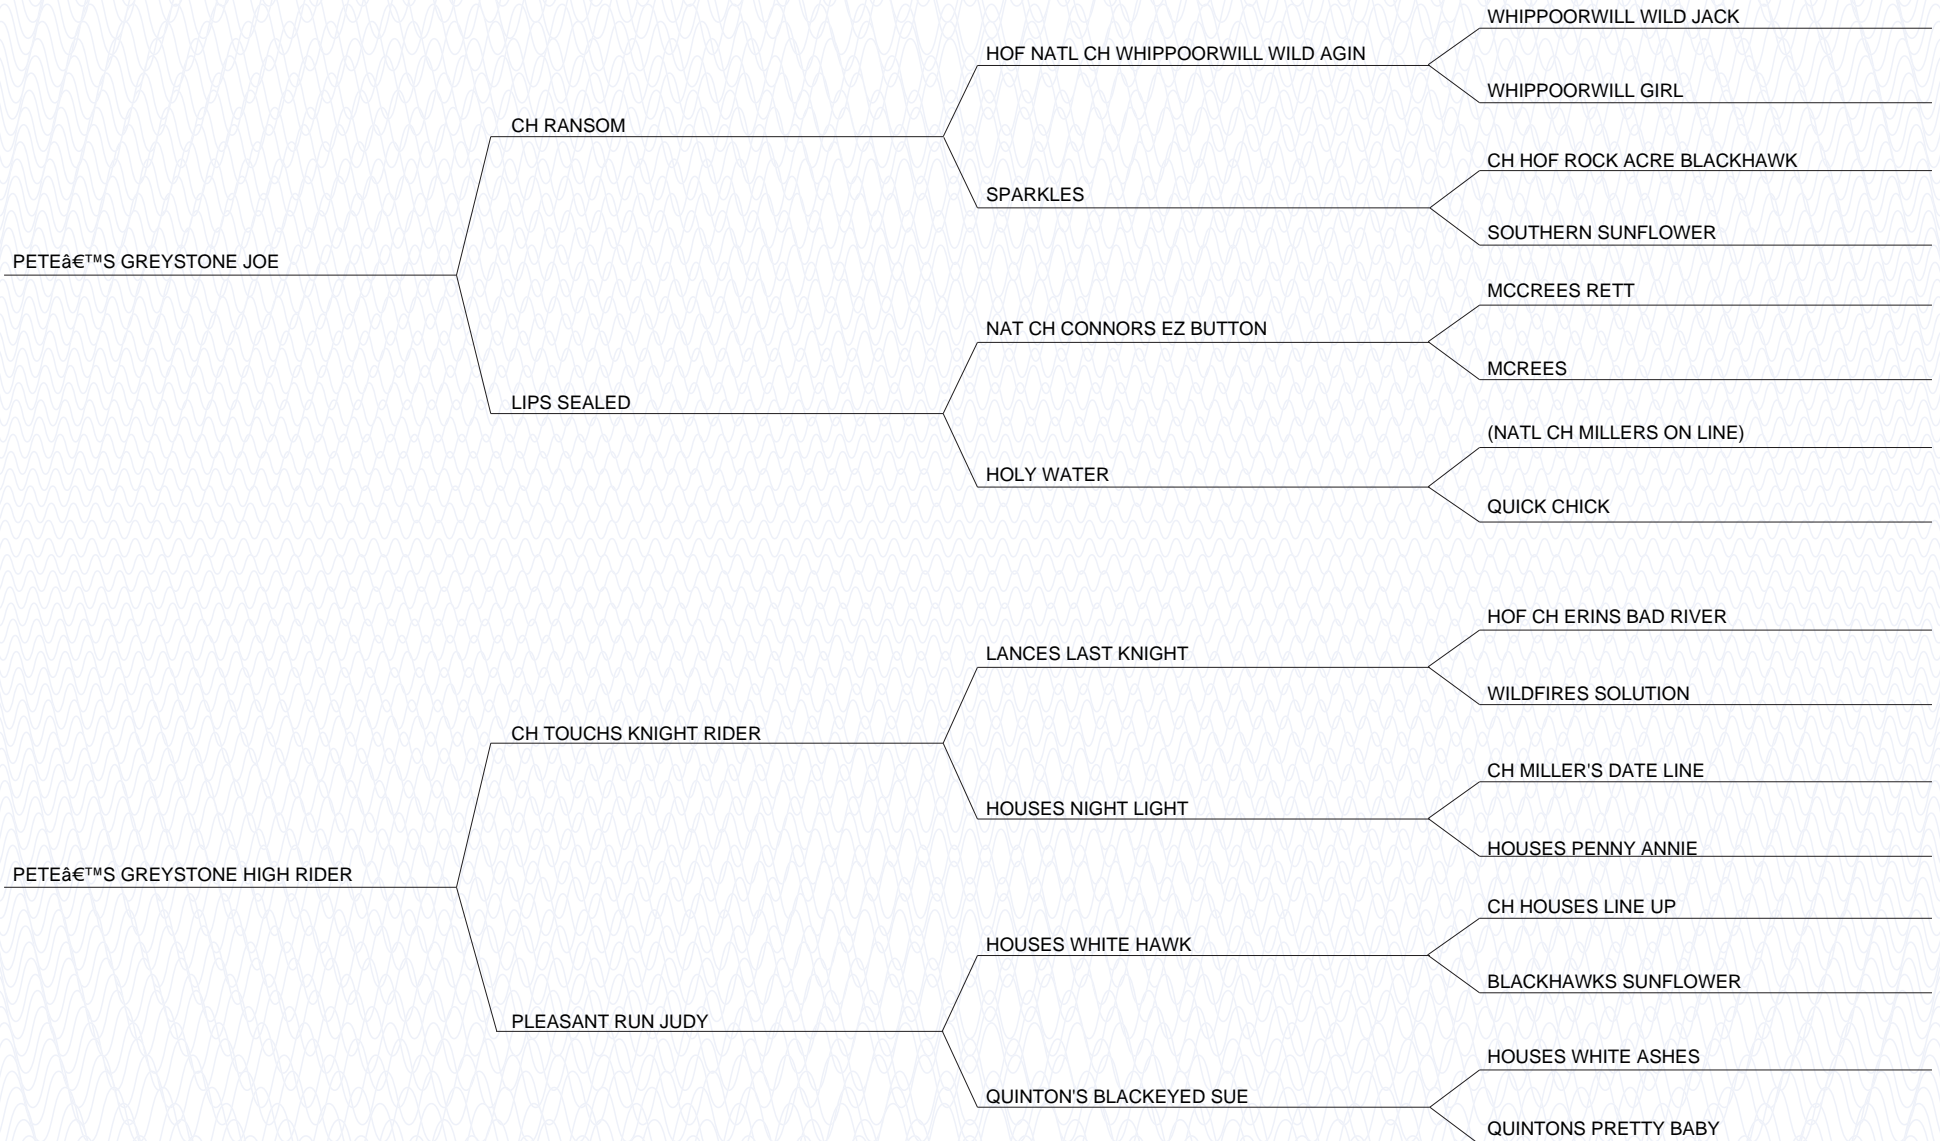 WHIPPOORWILL WILD JACK
HOF NATL CH WHIPPOORWILL WILD AGIN
WHIPPOORWILL GIRL
CH RANSOM
CH HOF ROCK ACRE BLACKHAWK
SPARKLES
SOUTHERN SUNFLOWER
PETEâ€™S GREYSTONE JOE
MCCREES RETT
NAT CH CONNORS EZ BUTTON
MCREES
LIPS SEALED
(NATL CH MILLERS ON LINE)
HOLY WATER
QUICK CHICK
HOF CH ERINS BAD RIVER
LANCES LAST KNIGHT
WILDFIRES SOLUTION
CH TOUCHS KNIGHT RIDER
CH MILLER'S DATE LINE
HOUSES NIGHT LIGHT
HOUSES PENNY ANNIE
PETEâ€™S GREYSTONE HIGH RIDER
CH HOUSES LINE UP
HOUSES WHITE HAWK
BLACKHAWKS SUNFLOWER
PLEASANT RUN JUDY
HOUSES WHITE ASHES
QUINTON'S BLACKEYED SUE
QUINTONS PRETTY BABY